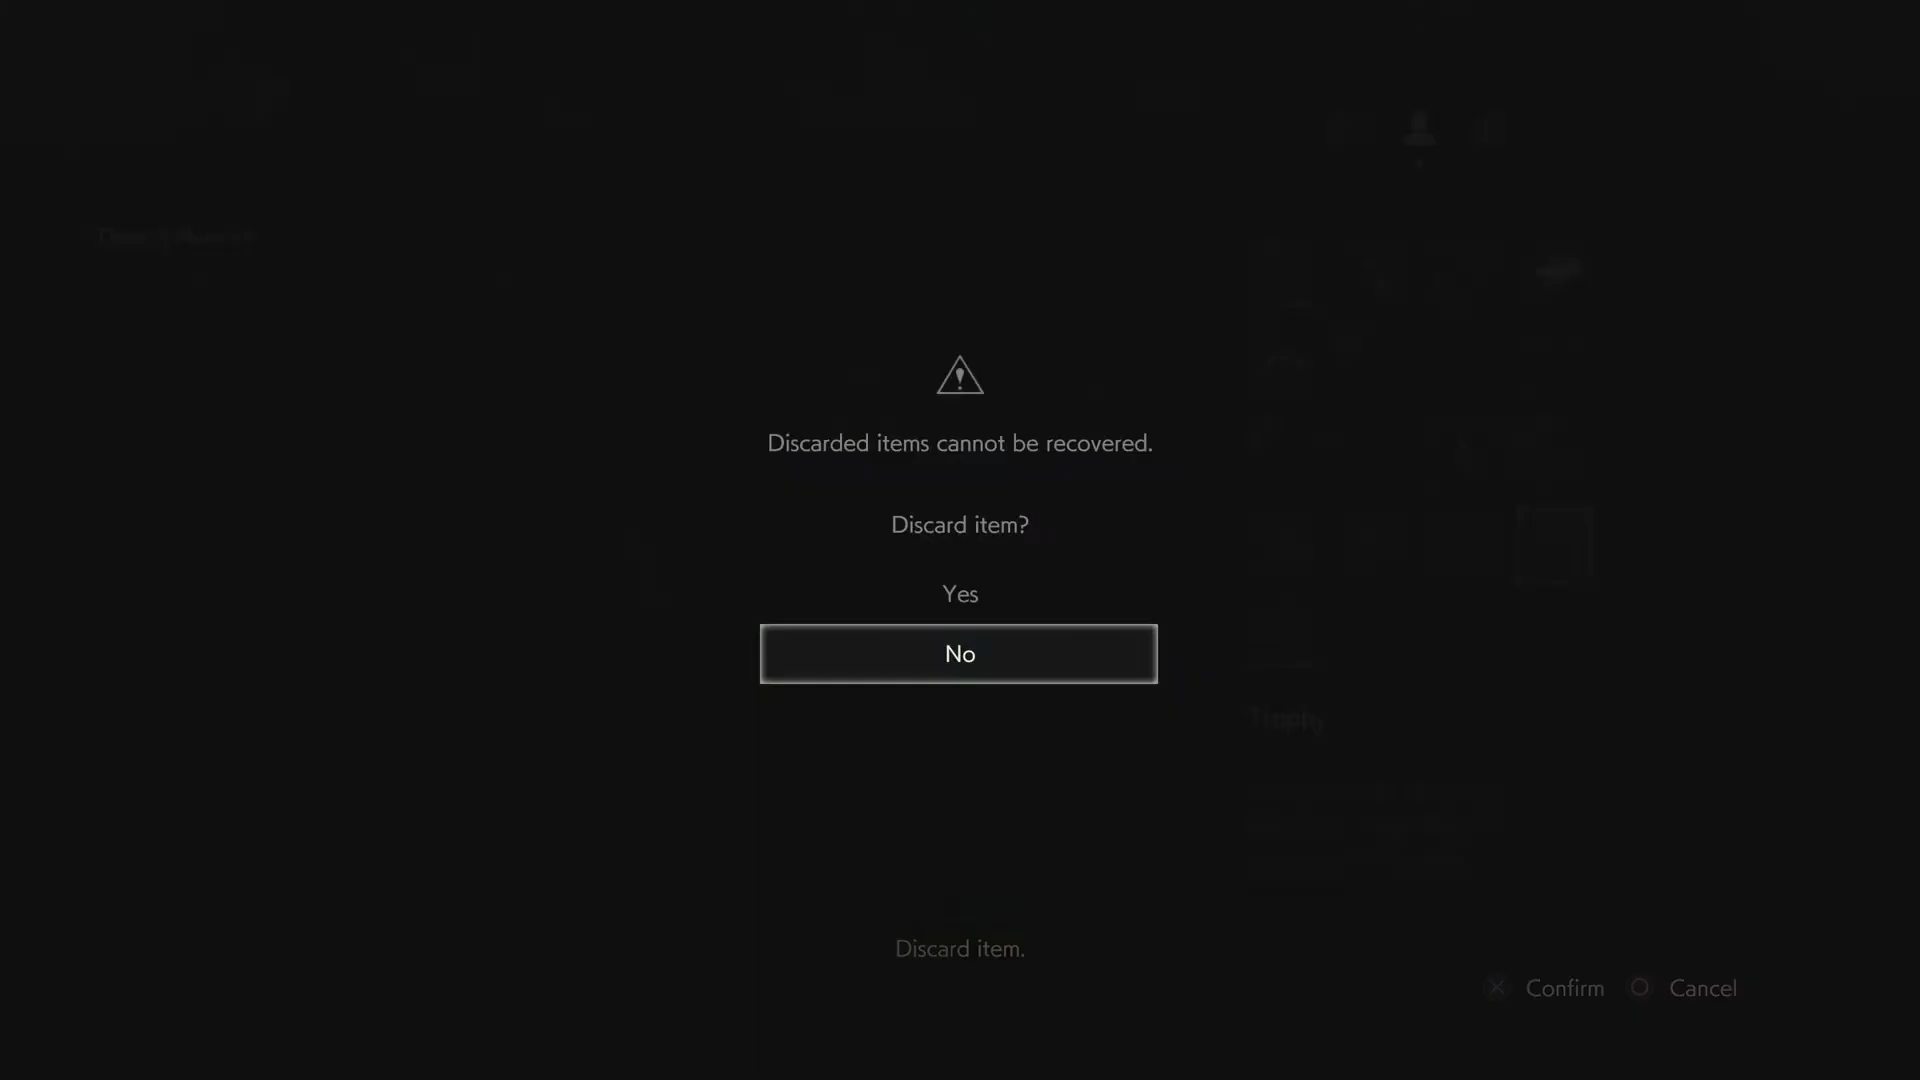 Discarded items cannot be recovered.
Discard item?
Yes
No
Discard item.
Confirm
Cancel